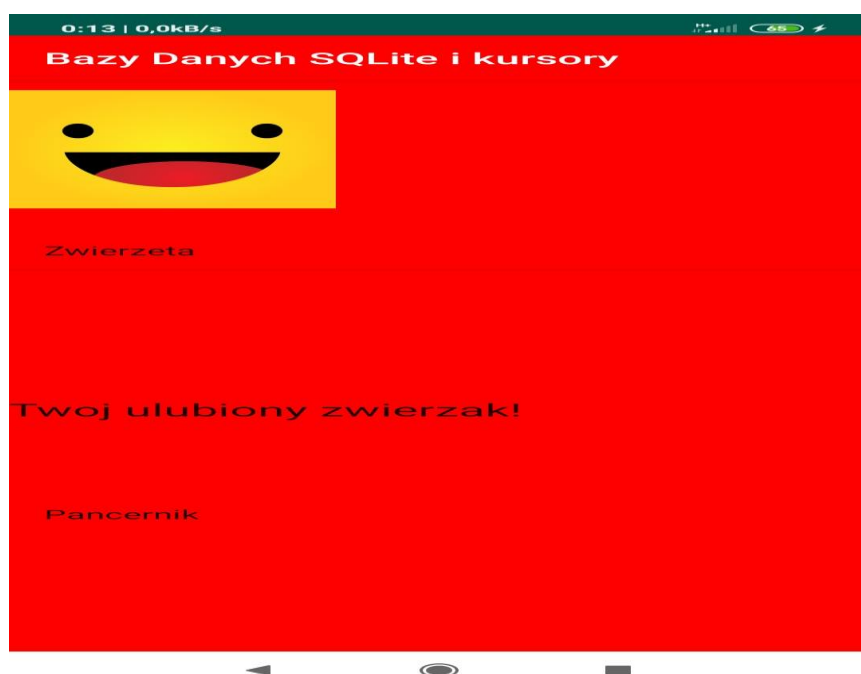 0:13 | 0,0kB/s
H+ 65
Bazy Danych SQLite i kursory
Zwierzeta
Twoj ulubiony zwierzak!
Pancernik